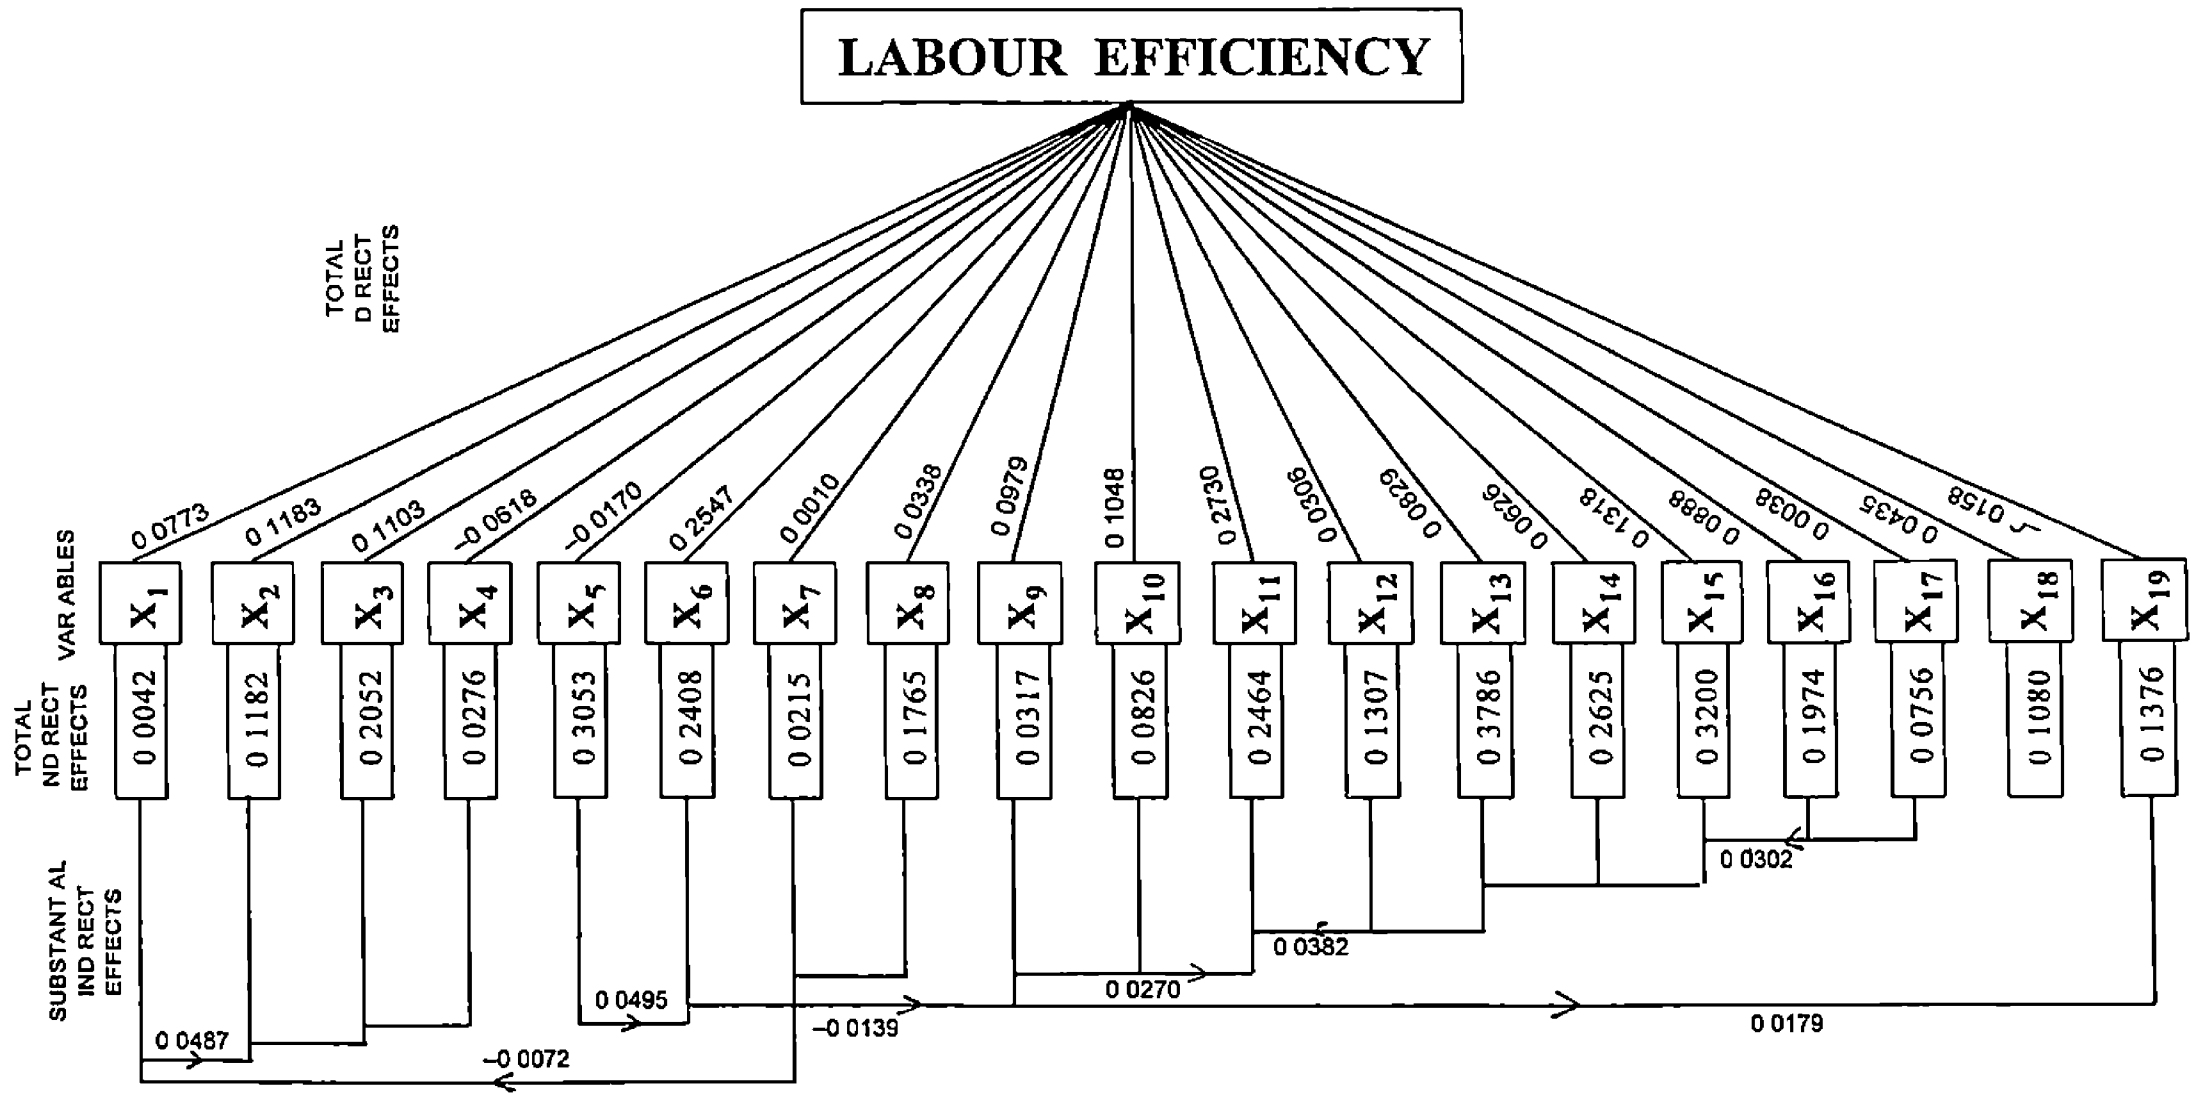 LABOUR EFFICIENCY
TOTAL
D RECT
EFFECTS
0 0773
0 1183
0 1103
–0 0618
–0 0170
0 2547
0 0010
0 0338
0 0979
0 1048
0 2730
0 0306
0 0829
0 0626
0 1318
0 0888
0 0038
0 0435
0158
VAR ABLES
X1
X2
X3
X4
X5
X6
X7
X8
X9
X10
X11
X12
X13
X14
X15
X16
X17
X18
X19
TOTAL
ND RECT
EFFECTS
0 0042
0 1182
0 2052
0 0276
0 3053
0 2408
0 0215
0 1765
0 0317
0 0826
0 2464
0 1307
0 3786
0 2625
0 3200
0 1974
0 0756
0 1080
0 1376
SUBSTANT AL
IND RECT
EFFECTS
0 0302
0 0382
0 0270
0 0495
–0 0139
0 0179
0 0487
–0 0072